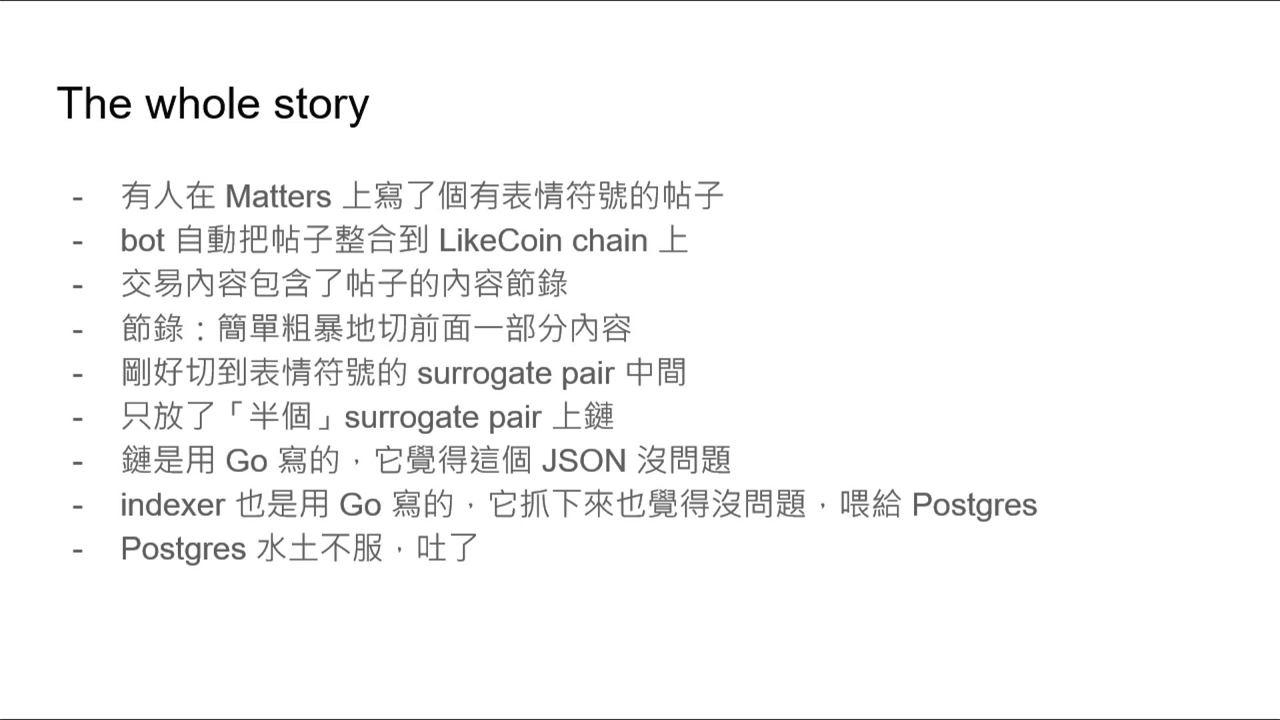 The whole story
- 有人在 Matters 上寫了個有表情符號的帖子
- bot 自動把帖子整合到 LikeCoin chain 上
- 交易內容包含了帖子的內容節錄
- 節錄：簡單粗暴地切前面一部分內容
- 剛好切到表情符號的 surrogate pair 中間
- 只放了「半個」surrogate pair 上鏈
- 鏈是用 Go 寫的，它覺得這個 JSON 沒問題
- indexer 也是用 Go 寫的，它抓下來也覺得沒問題，喂給 Postgres
- Postgres 水土不服，吐了